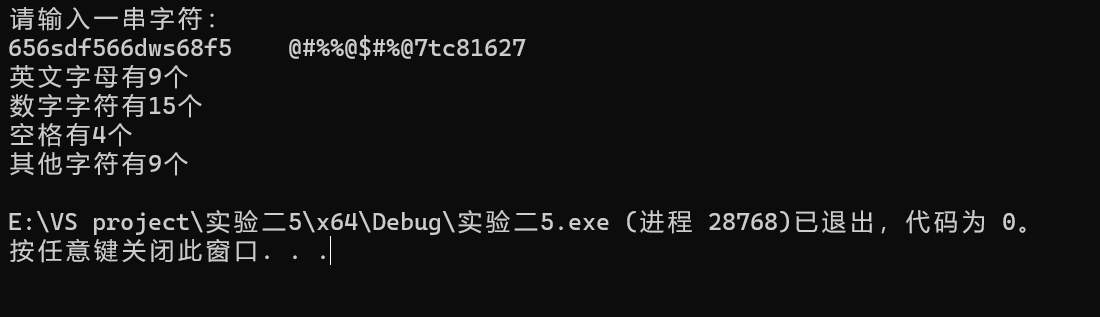 请输入一串字符:
656sdf566dws68f5    @#%%@$#%@7tc81627
英文字母有9个
数字字符有15个
空格有4个
其他字符有9个
E:\VS project\实验二5\x64\Debug\实验二5.exe (进程 28768)已退出，代码为 0。
按任意键关闭此窗口. . .